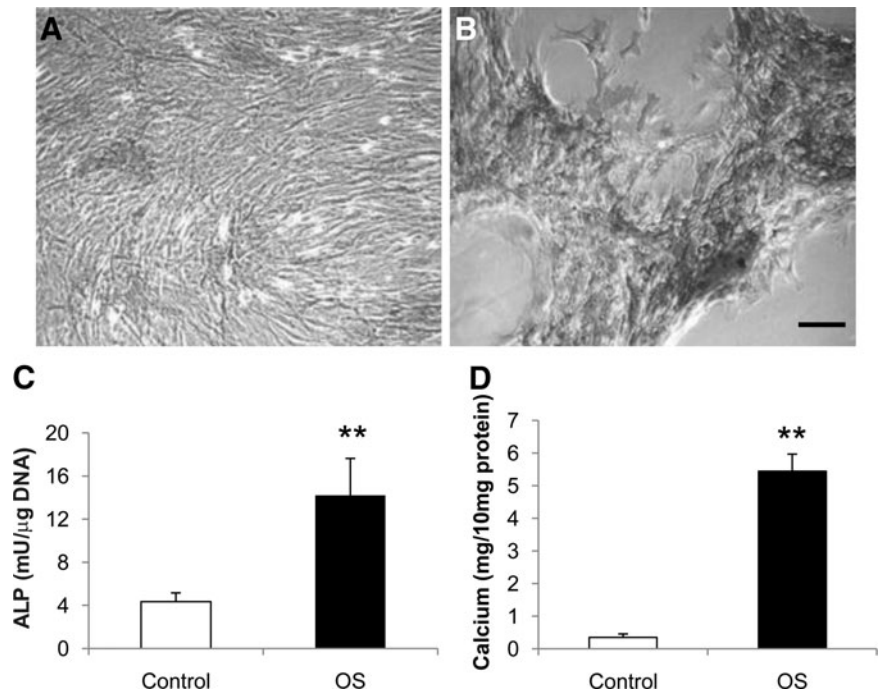 A
B
C
ALP (mU/μg DNA)
20
16
12
8
4
0
**
Control
OS
D
Calcium (mg/10mg protein)
7
6
5
4
3
2
1
0
**
Control
OS